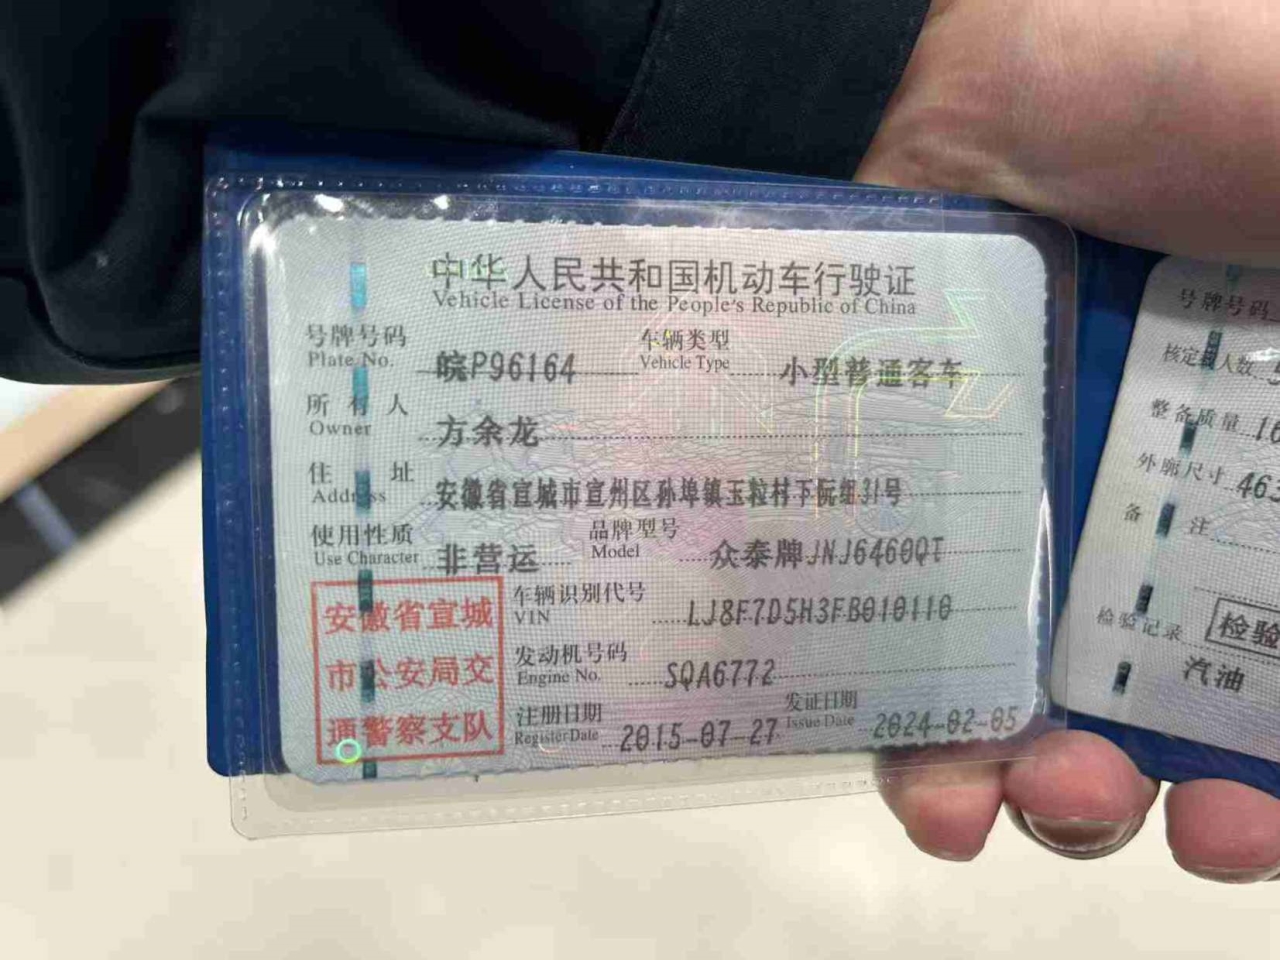 中华人民共和国机动车行驶证
Vehicle License of the People's Republic of China
号牌号码 皖P96164 车辆类型 小型普通客车
Plate No. Vehicle Type
所有人 方余龙
Owner
住址 安徽省宣城市宣州区孙埠镇玉粒村下阮组31号
Address
使用性质 非营运 品牌型号 众泰牌JNJ6460QT
Use Character Model
安徽省宣城
市公安局交
通警察支队
车辆识别代号 LJ8F7D5H3FB010110
VIN
发动机号码 SQA6772
Engine No.
注册日期 2015-07-27 发证日期 2024-02-05
Register Date Issue Date
号牌号码
核定载人数 5
整备质量 16
外廓尺寸 463
备注
检验记录 检验
汽油